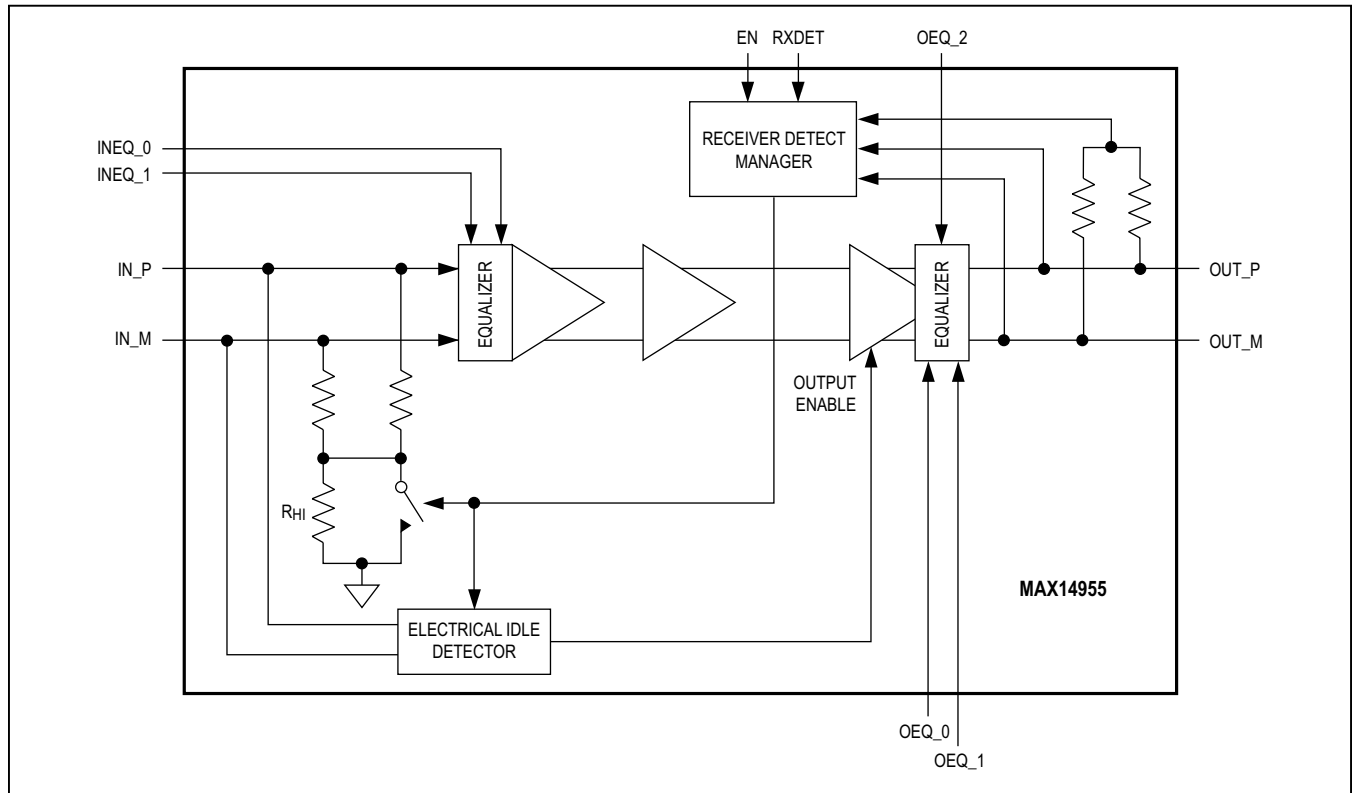 EN RXDET OEQ_2
RECEIVER DETECT
MANAGER
INEQ_0
INEQ_1
IN_P
EQUALIZER
EQUALIZER
OUT_P
IN_M
OUT_M
OUTPUT
ENABLE
RHI
MAX14955
ELECTRICAL IDLE
DETECTOR
OEQ_0
OEQ_1